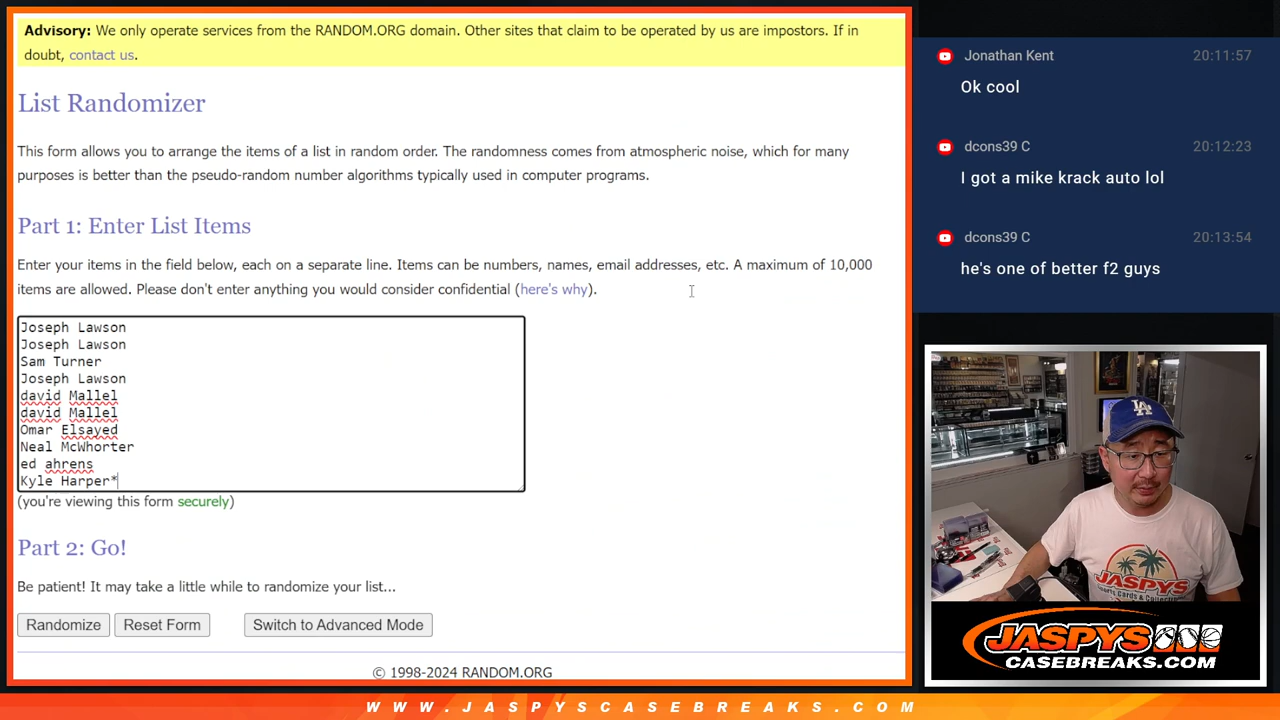 Advisory: We only operate services from the RANDOM.ORG domain. Other sites that claim to be operated by us are impostors. If in
doubt, contact us.
List Randomizer
This form allows you to arrange the items of a list in random order. The randomness comes from atmospheric noise, which for many
purposes is better than the pseudo-random number algorithms typically used in computer programs.
Part 1: Enter List Items
Enter your items in the field below, each on a separate line. Items can be numbers, names, email addresses, etc. A maximum of 10,000
items are allowed. Please don't enter anything you would consider confidential (here's why).
Joseph Lawson
Joseph Lawson
Sam Turner
Joseph Lawson
david Mallel
david Mallel
Omar Elsayed
Neal McWhorter
ed ahrens
Kyle Harper*
(you're viewing this form securely)
Part 2: Go!
Be patient! It may take a little while to randomize your list...
Randomize Reset Form Switch to Advanced Mode
© 1998-2024 RANDOM.ORG
Jonathan Kent 20:11:57
Ok cool
dcons39 C 20:12:23
I got a mike krack auto lol
dcons39 C 20:13:54
he's one of better f2 guys
LA
JASPYS
JASPYS
CASEBREAKS.COM
WWW.JASPYSCASEBREAKS.COM